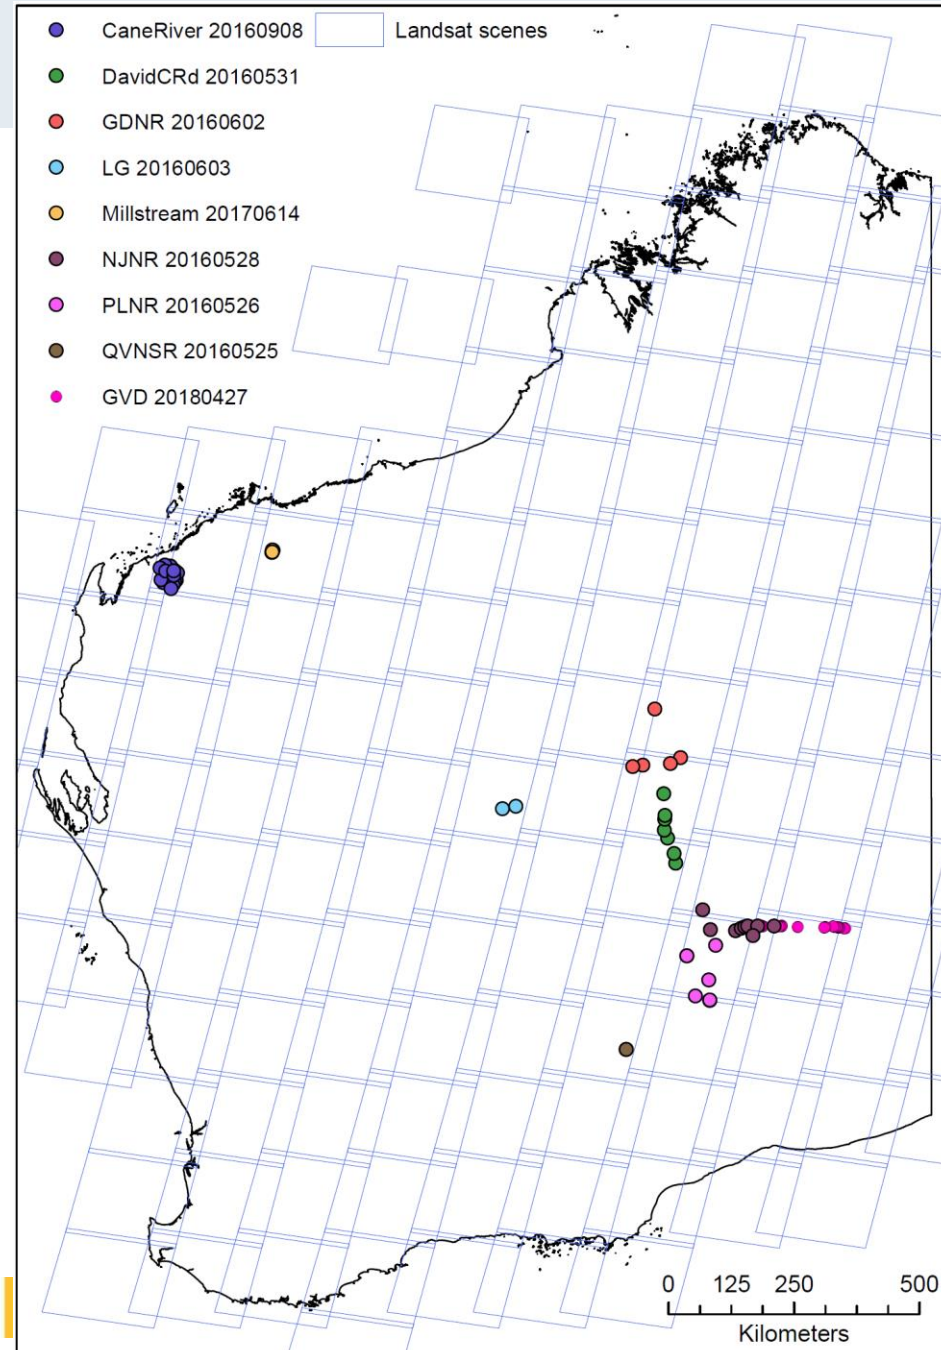 CaneRiver 20160908
Landsat scenes
DavidCRd 20160531
GDNR 20160602
LG 20160603
Millstream 20170614
NJNR 20160528
PLNR 20160526
QVNSR 20160525
GVD 20180427
0 125 250 500
Kilometers